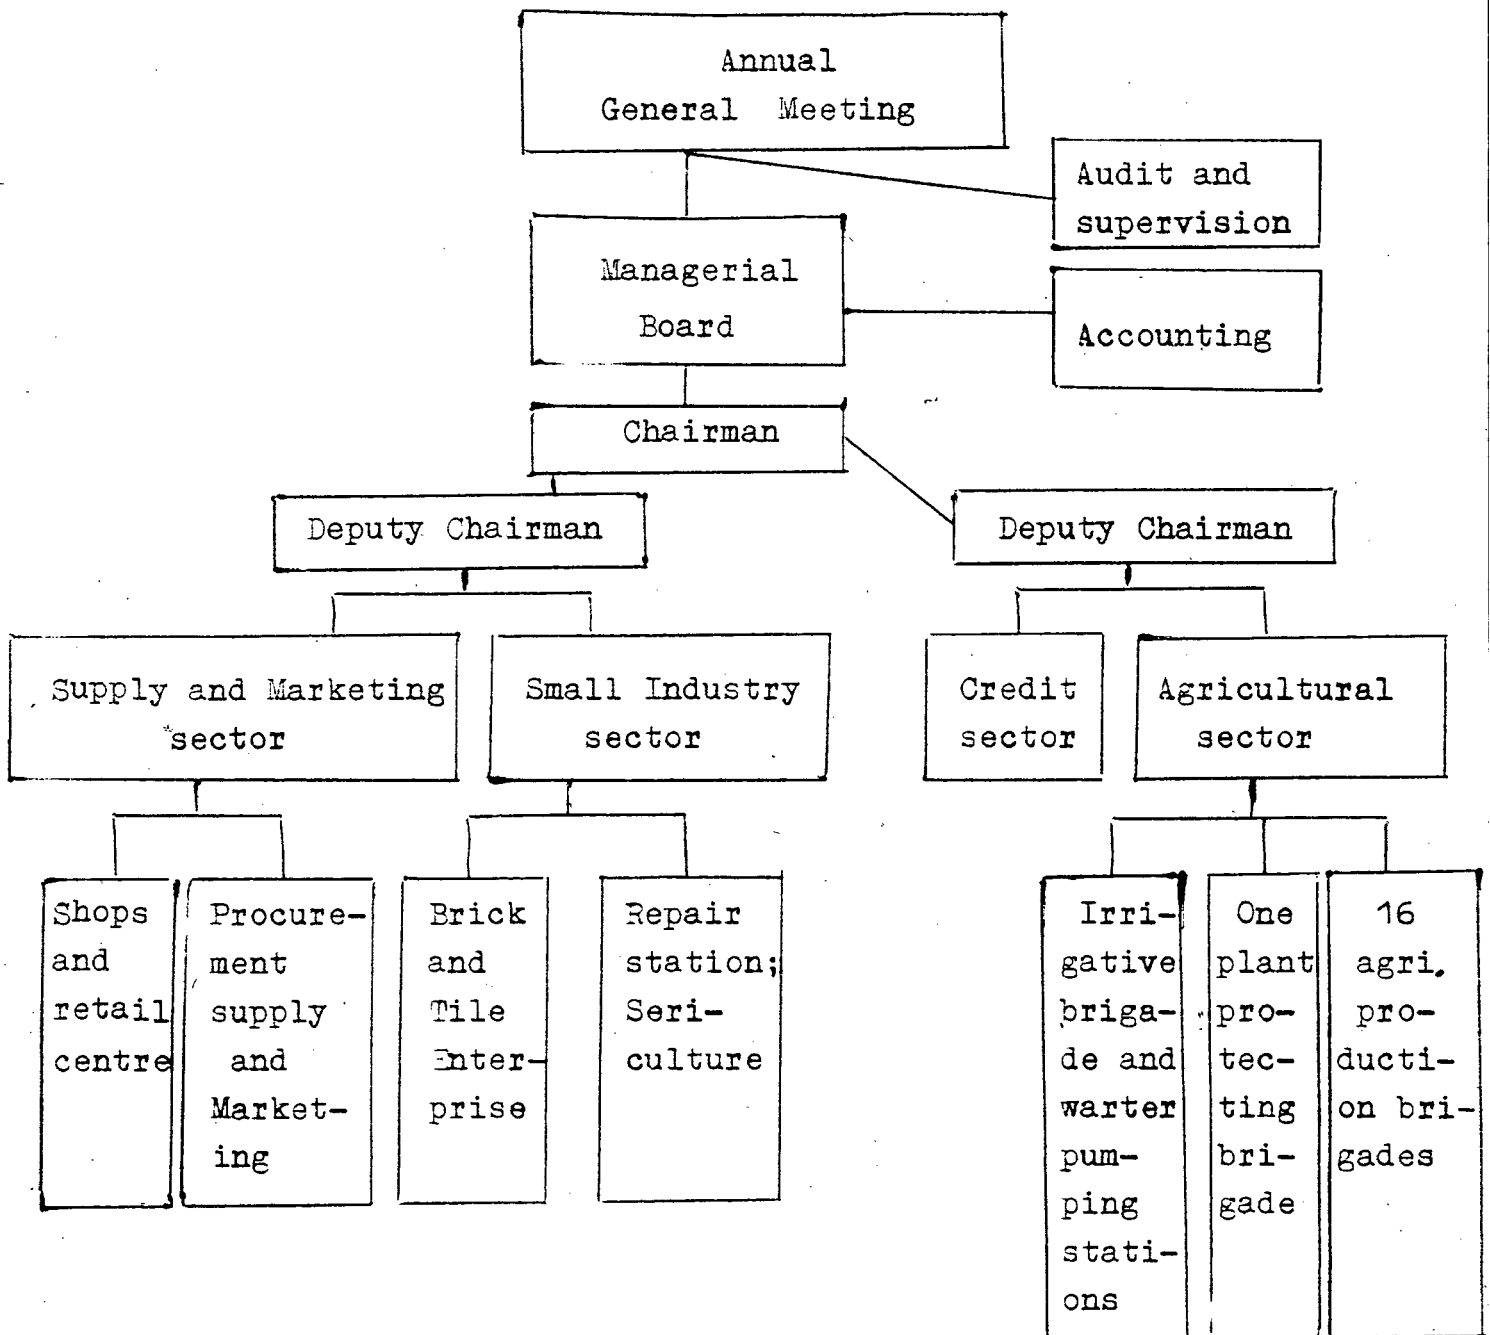 Annual
General Meeting
Audit and
supervision
Managerial
Board
Accounting
Chairman
Deputy Chairman
Deputy Chairman
Supply and Marketing
sector
Small Industry
sector
Credit
sector
Agricultural
sector
Shops
and
retail
centre
Procure-
ment
supply
and
Market-
ing
Brick
and
Tile
Enter-
prise
Repair
station;
Seri-
culture
Irri-
gative
briga-
de and
warter
pum-
ping
stati-
ons
One
plant
pro-
tec-
ting
bri-
gade
16
agri.
pro-
ducti-
on bri-
gades